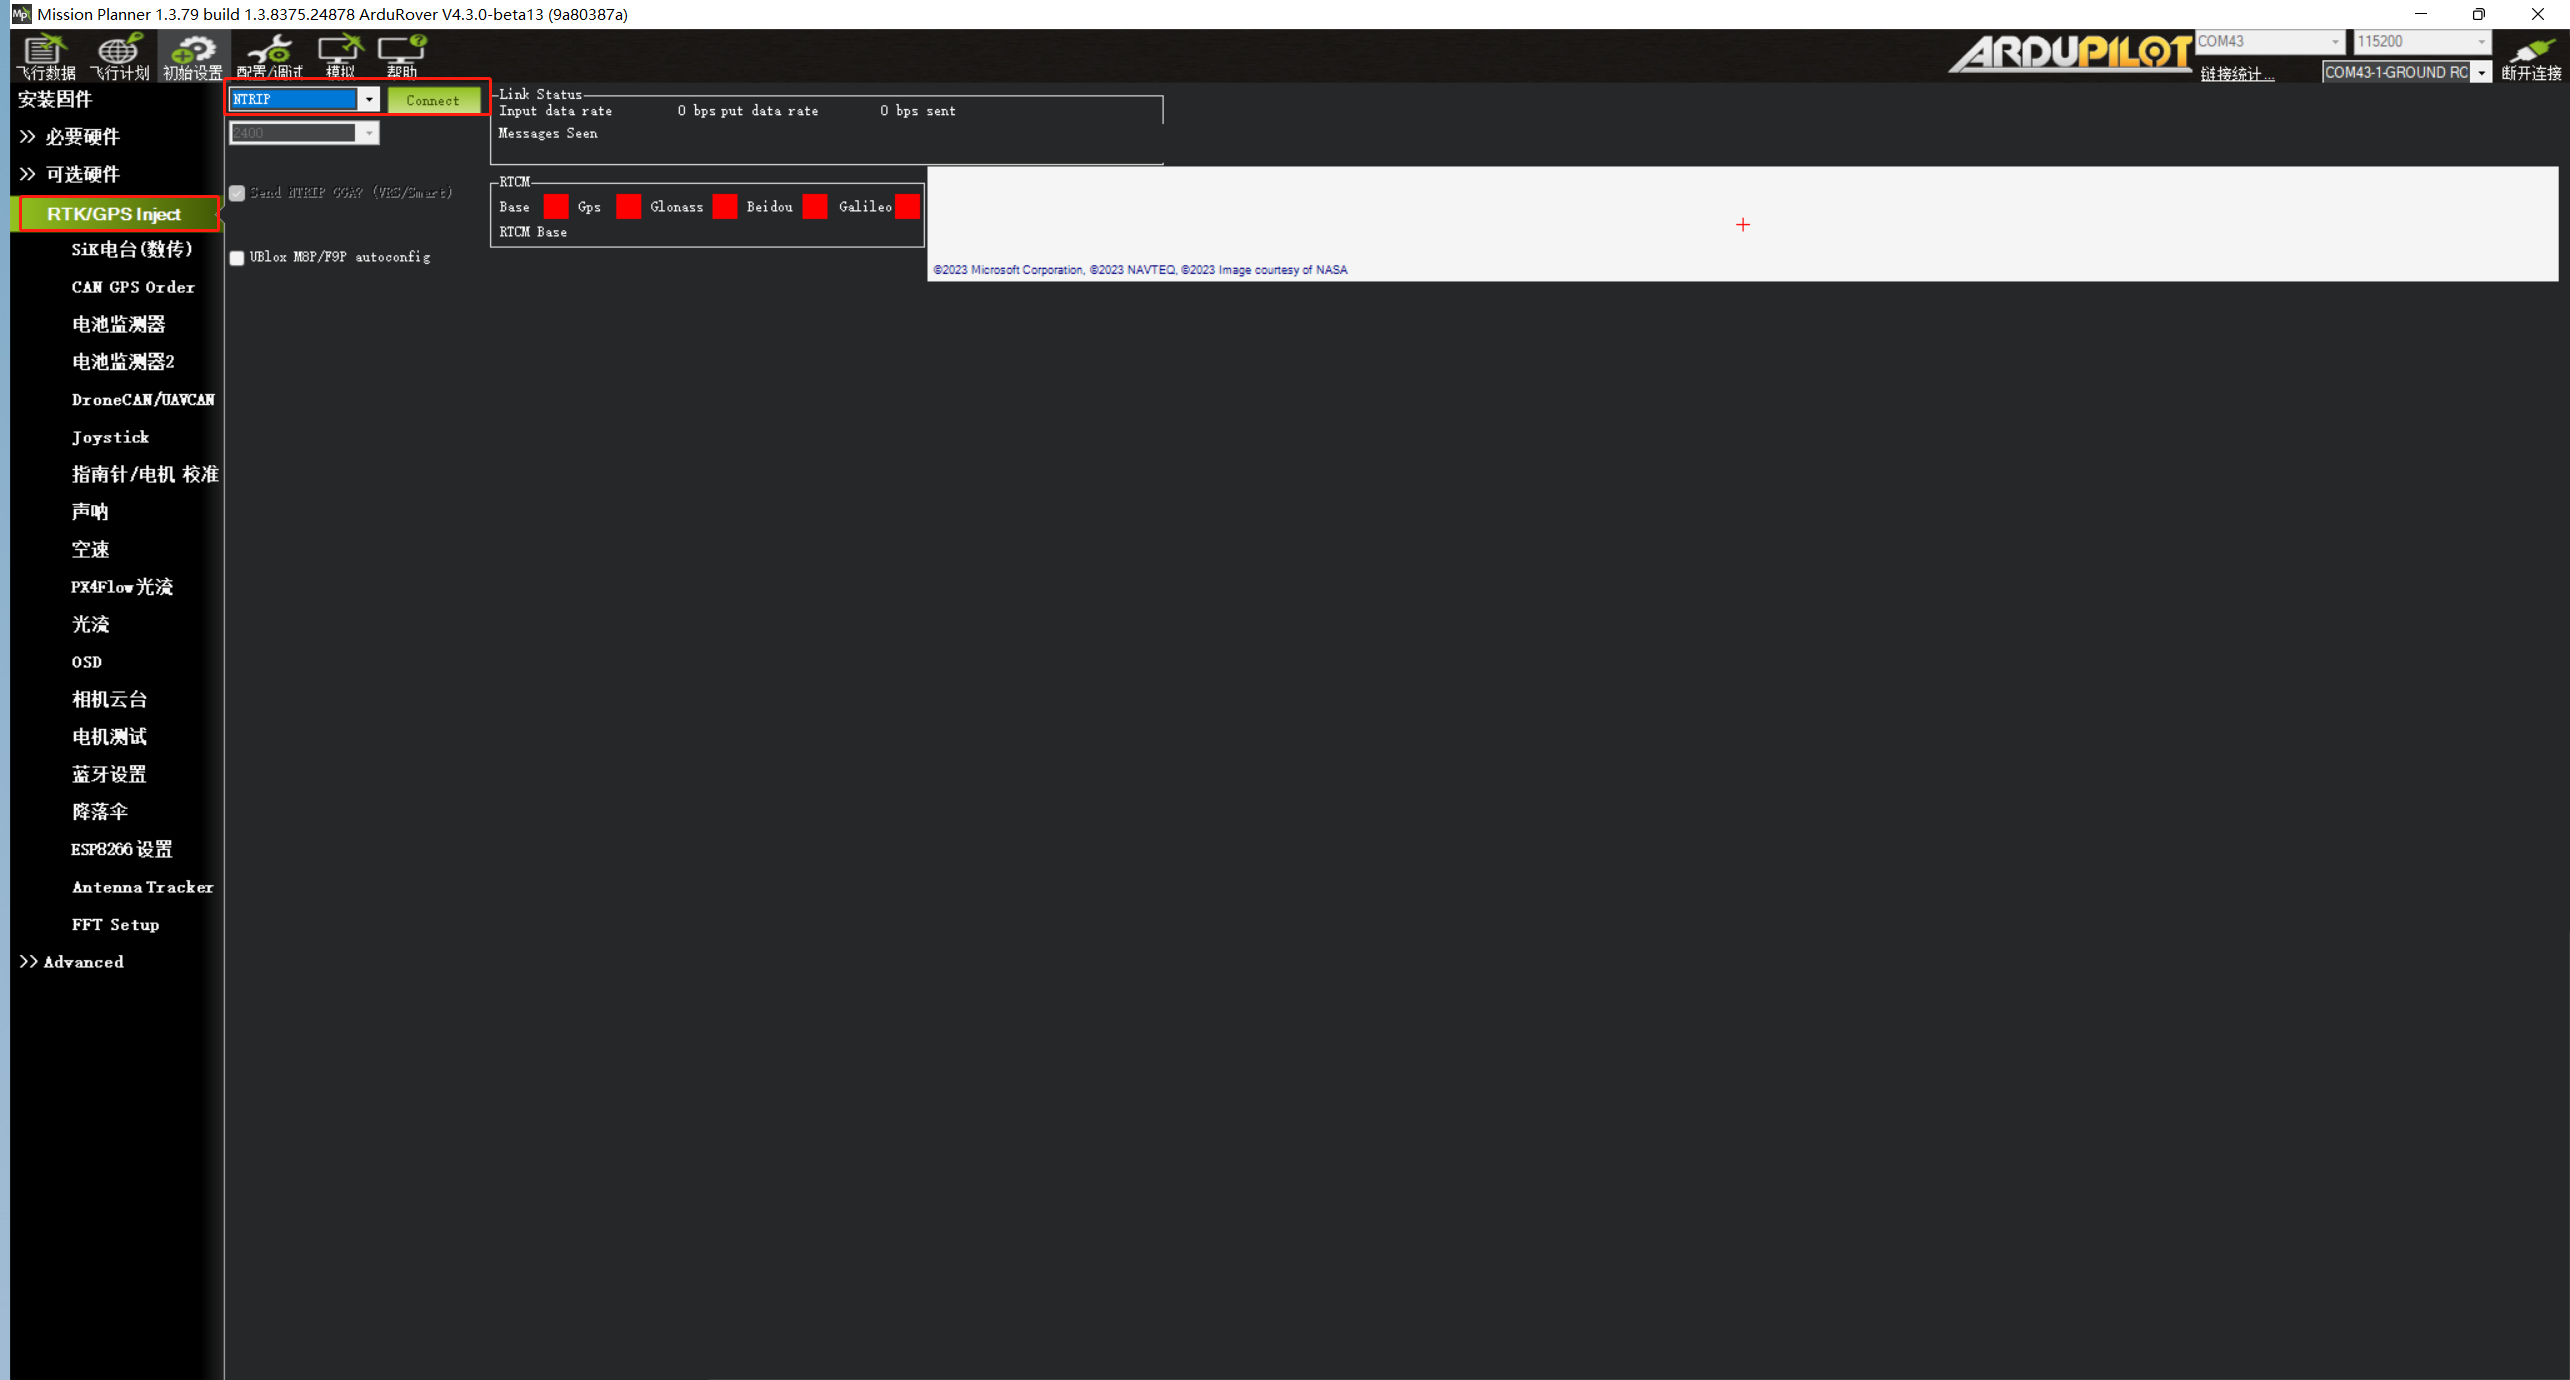 Mission Planner 1.3.79 build 1.3.8375.24878 ArduRover V4.3.0-beta13 (9a80387a)
飞行数据 飞行计划 初始设置 配置/调试 模拟 帮助
ARDUPILOT
COM43 115200
链接统计... COM43-1-GROUND RO 断开连接
安装固件
>> 必要硬件
>> 可选硬件
RTK/GPS Inject
SiK电台(数传)
CAN GPS Order
电池监测器
电池监测器2
DroneCAN/UAVCAN
Joystick
指南针/电机 校准
声呐
空速
PX4Flow光流
光流
OSD
相机云台
电机测试
蓝牙设置
降落伞
ESP8266设置
Antenna Tracker
FFT Setup
>> Advanced
NTRIP Connect
2400
Send NTRIP GGA? (VRS/Smart)
UBlox M8P/F9P autoconfig
Link Status
Input data rate 0 bps put data rate 0 bps sent
Messages Seen
RTCM
Base Gps Glonass Beidou Galileo
RTCM Base
©2023 Microsoft Corporation, ©2023 NAVTEQ, ©2023 Image courtesy of NASA